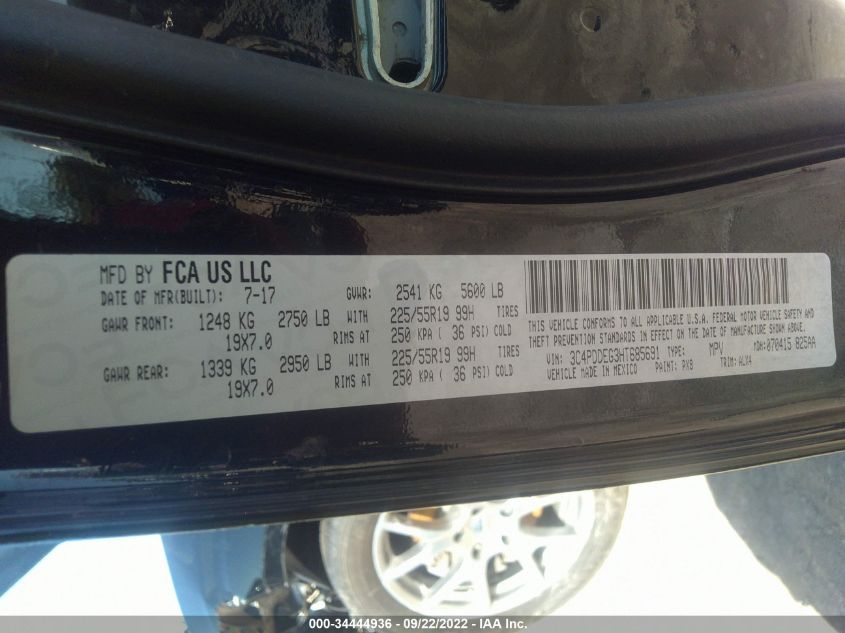 MFD BY FCA US LLC
DATE OF MFR(BUILT): 7-17 GVWR: 2541 KG 5600 LB
GAWR FRONT: 1248 KG 2750 LB WITH 225/55R19 99H TIRES
19X7.0 RIMS AT 250 KPA ( 36 PSI) COLD
GAWR REAR: 1339 KG 2950 LB WITH 225/55R19 99H TIRES
19X7.0 RIMS AT 250 KPA ( 36 PSI) COLD
THIS VEHICLE CONFORMS TO ALL APPLICABLE U.S.A. FEDERAL MOTOR VEHICLE SAFETY AND
THEFT PREVENTION STANDARDS IN EFFECT ON THE DATE OF MANUFACTURE SHOWN ABOVE.
VIN: 3C4PDDEG3HT685691 TYPE: MPV MDH: 070415 825AA
VEHICLE MADE IN MEXICO PAINT: PX8 TRIM: ALX4
000-34444936 - 09/22/2022 - IAA Inc.